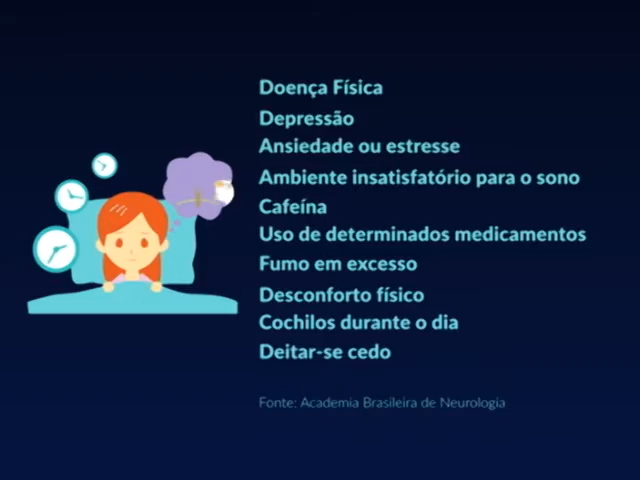 Doença Física
Depressão
Ansiedade ou estresse
Ambiente insatisfatório para o sono
Cafeína
Uso de determinados medicamentos
Fumo em excesso
Desconforto físico
Cochilos durante o dia
Deitar-se cedo
Fonte: Academia Brasileira de Neurologia